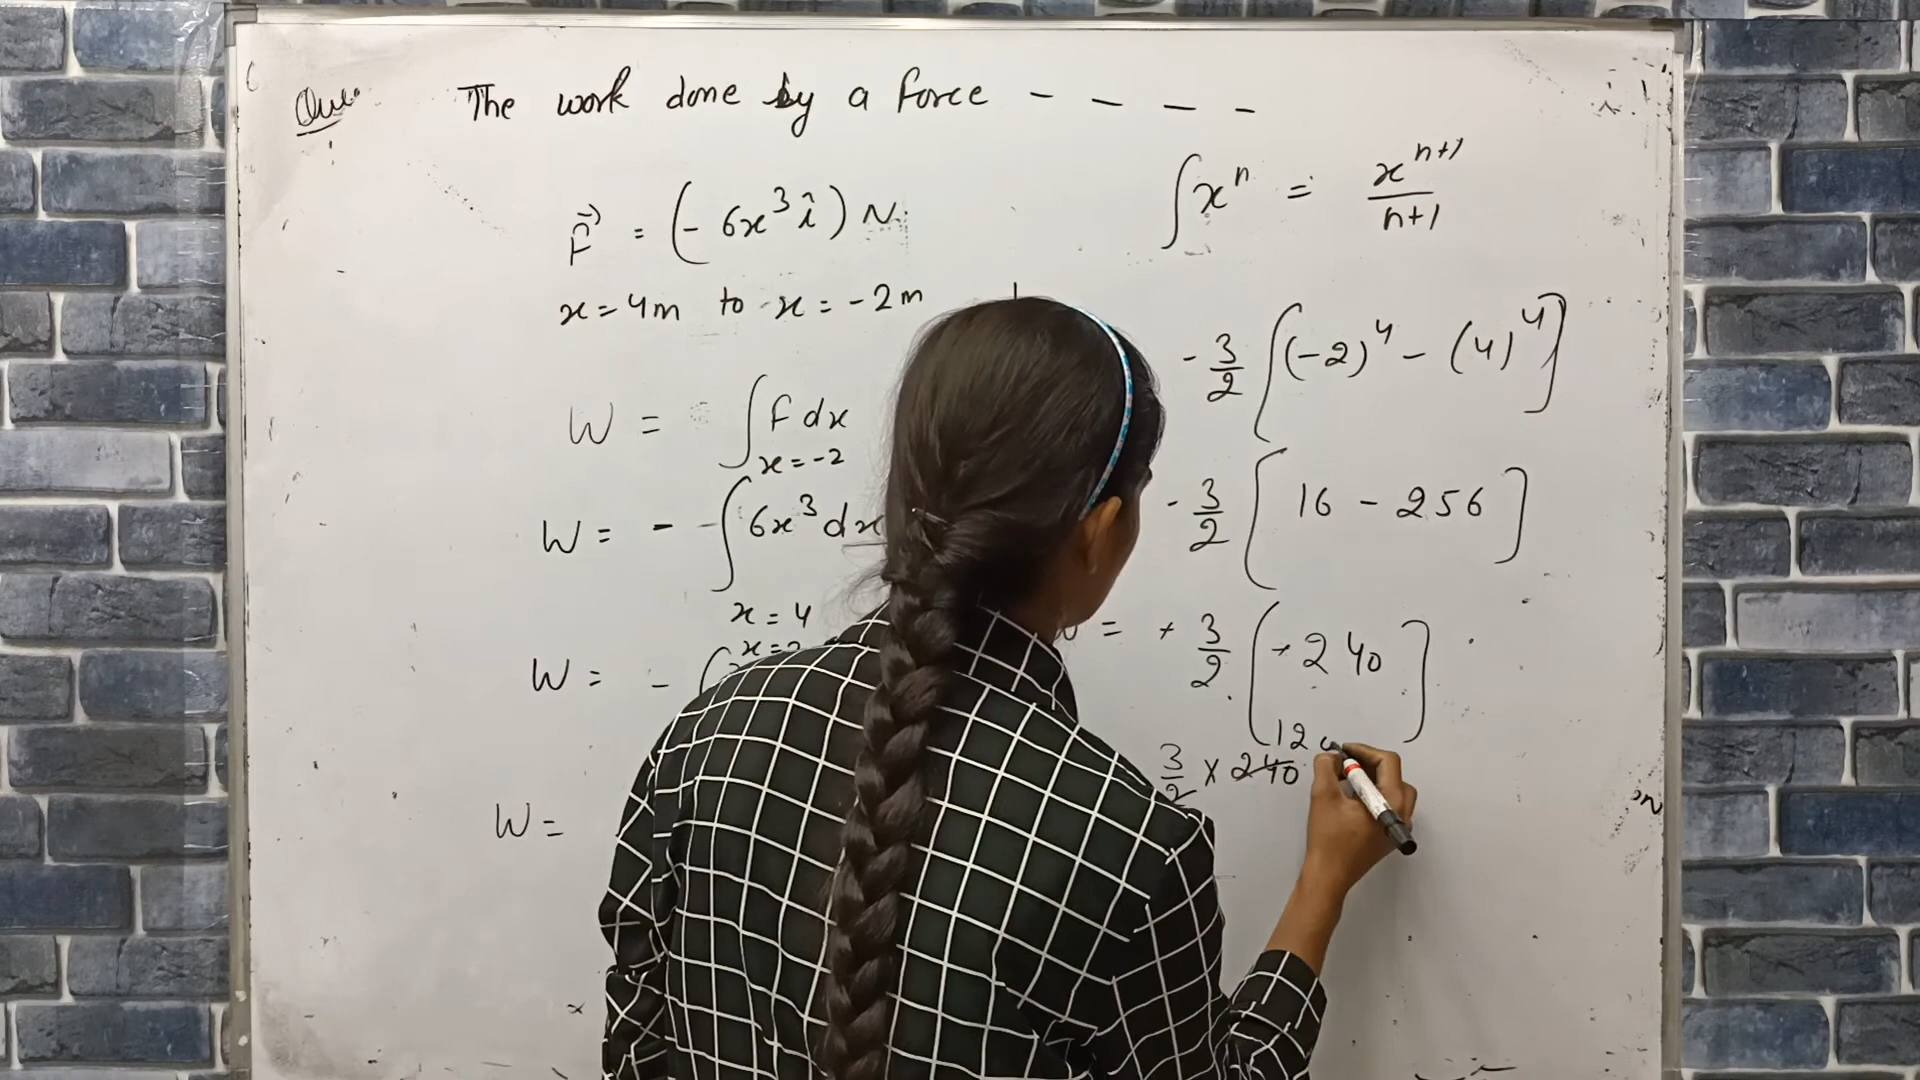 Que.
The work done by a force - - - -
F⃗ = (- 6x³ î) N
x = 4m to x = -2m
W = ∫ F dx
x = -2
W = - ∫ 6x³ dx
x = 4
W = -
W =
∫ xⁿ = xⁿ⁺¹ / n+1
- 3/2 [(-2)⁴ - (4)⁴]
- 3/2 [16 - 256]
= + 3/2 [+ 240]
120
3/2 × 240